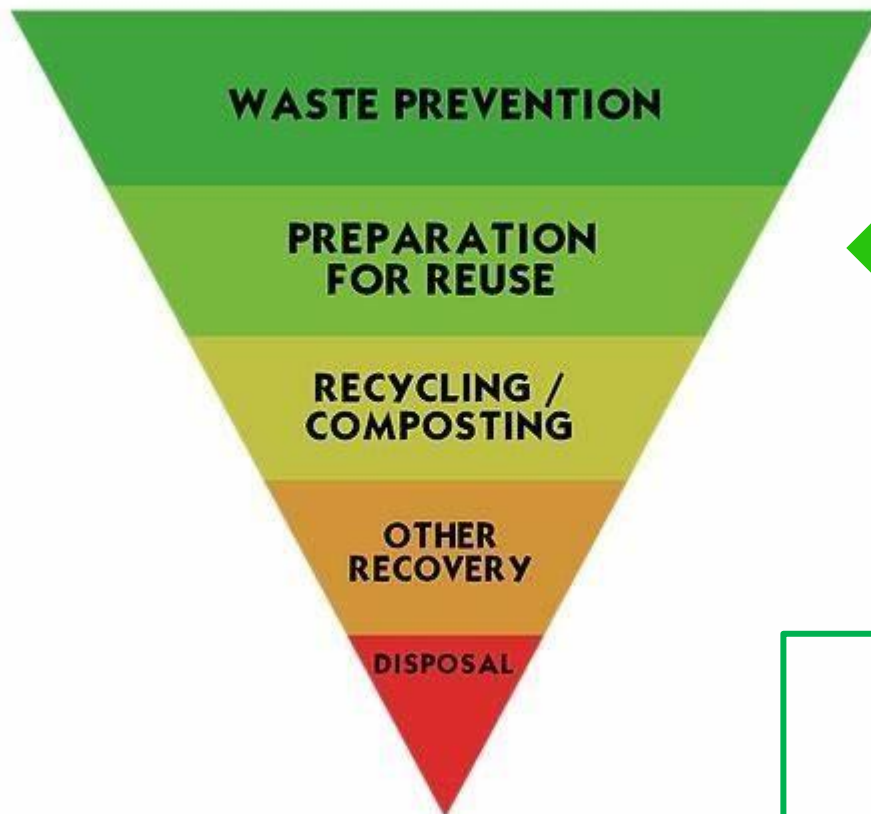 WASTE PREVENTION
PREPARATION
FOR REUSE
RECYCLING /
COMPOSTING
OTHER
RECOVERY
DISPOSAL